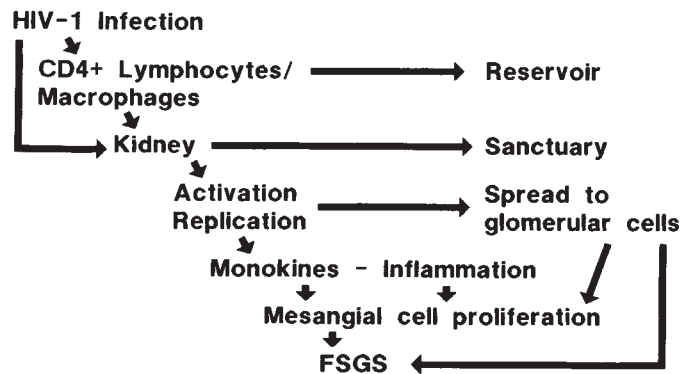 HIV-1 Infection
CD4+ Lymphocytes/
Macrophages
Reservoir
Kidney
Sanctuary
Activation
Replication
Spread to
glomerular cells
Monokines - Inflammation
Mesangial cell proliferation
FSGS